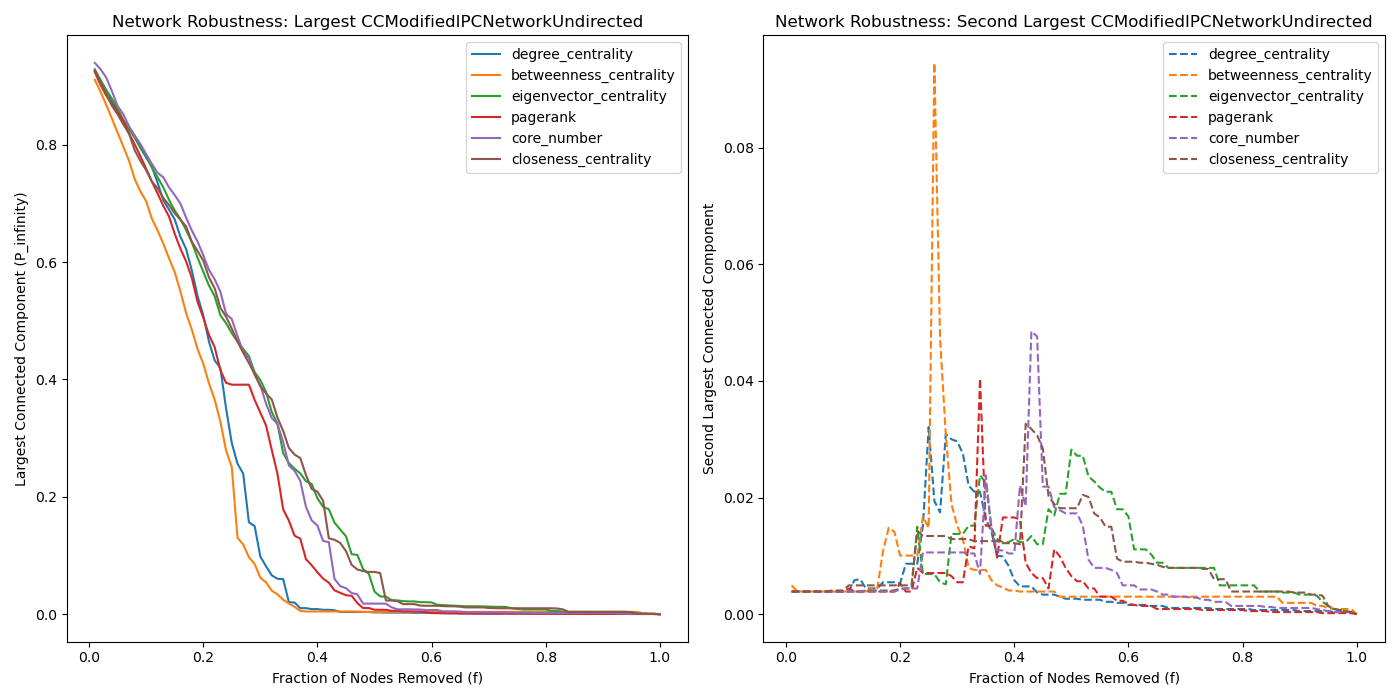 Network Robustness: Largest CCModifiedIPCNetworkUndirected
Largest Connected Component (P_infinity)
0.8
0.6
0.4
0.2
0.0
degree_centrality
betweenness_centrality
eigenvector_centrality
pagerank
core_number
closeness_centrality
0.0 0.2 0.4 0.6 0.8 1.0
Fraction of Nodes Removed (f)
Network Robustness: Second Largest CCModifiedIPCNetworkUndirected
Second Largest Connected Component
0.08
0.06
0.04
0.02
0.00
degree_centrality
betweenness_centrality
eigenvector_centrality
pagerank
core_number
closeness_centrality
0.0 0.2 0.4 0.6 0.8 1.0
Fraction of Nodes Removed (f)